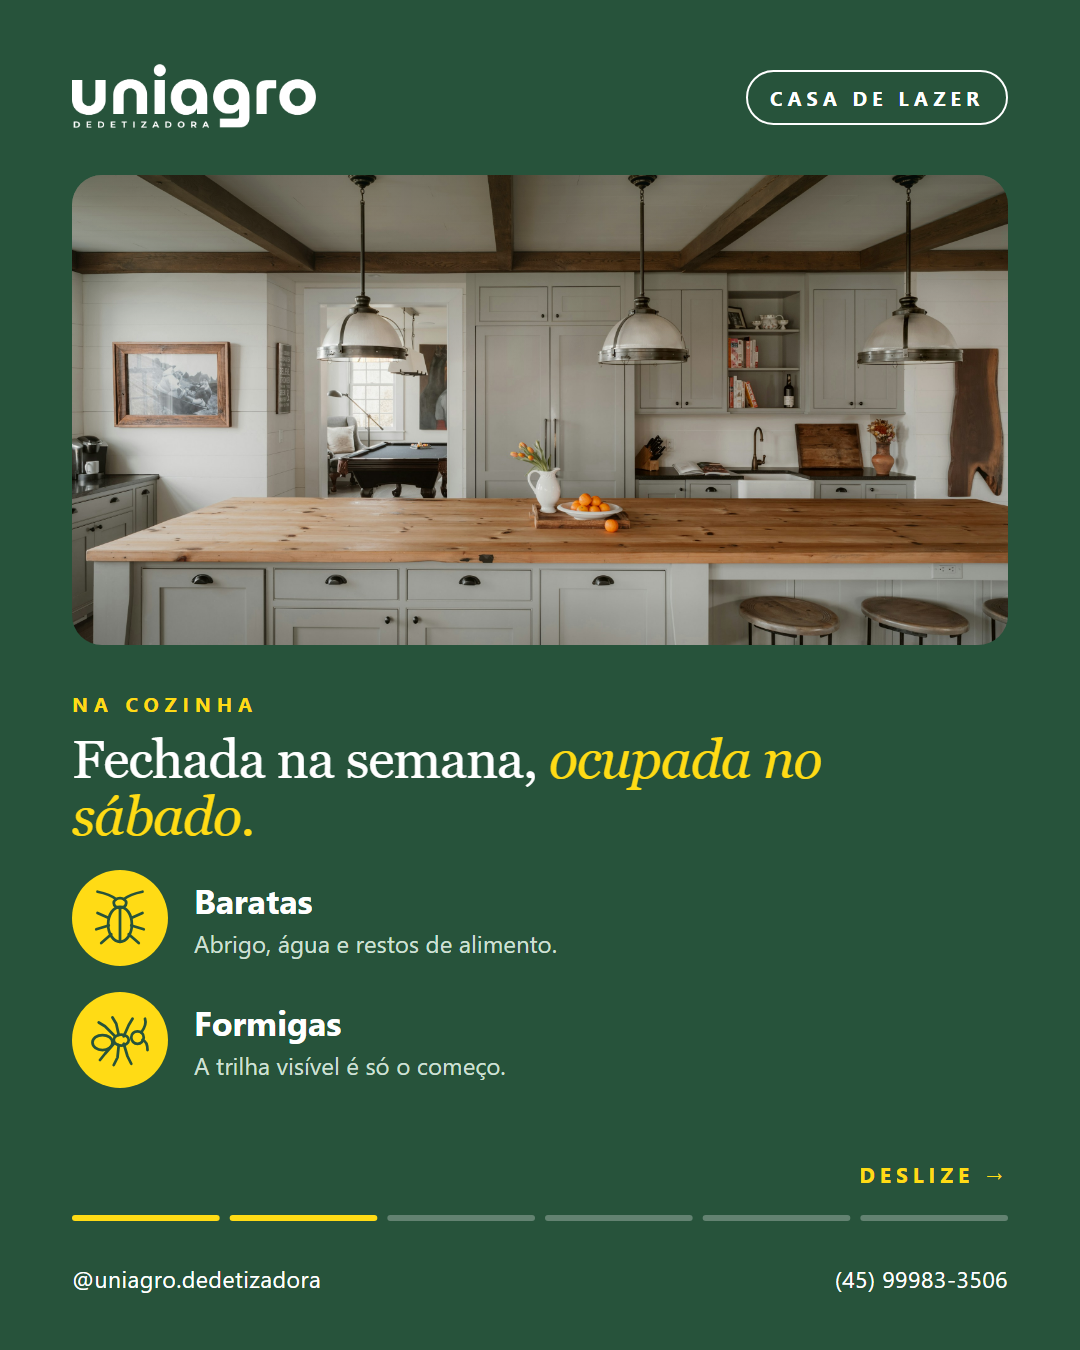 uniagro
DEDETIZADORA
CASA DE LAZER
NA COZINHA
Fechada na semana, ocupada no
sábado.
Baratas
Abrigo, água e restos de alimento.
Formigas
A trilha visível é só o começo.
DESLIZE →
@uniagro.dedetizadora
(45) 99983-3506